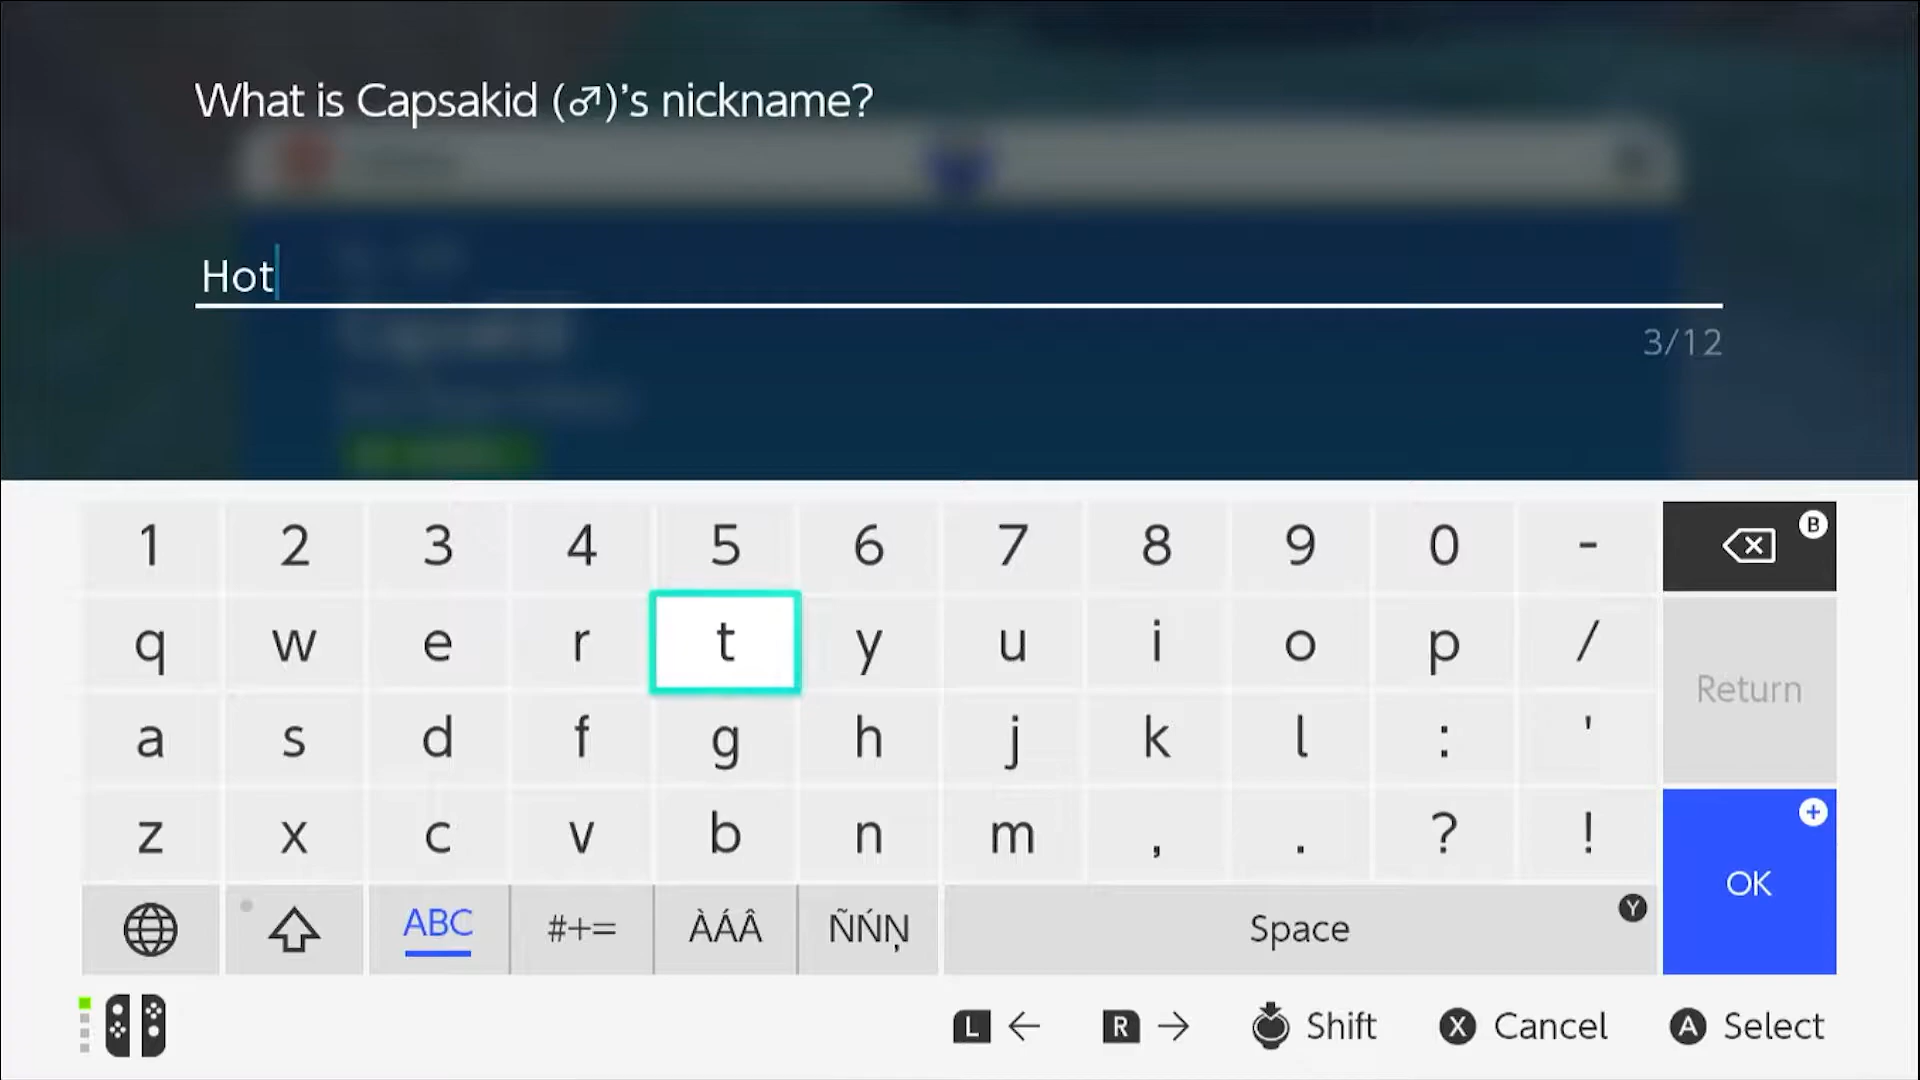 What is Capsakid (♂)’s nickname?
Hot
3/12
1 2 3 4 5 6 7 8 9 0 - B
q w e r t y u i o p /
Return
a s d f g h j k l : '
z x c v b n m , . ? ! +
OK
ABC #+= ÀÁÂ ÑŃŅ Space Y
L ← R → Shift X Cancel A Select